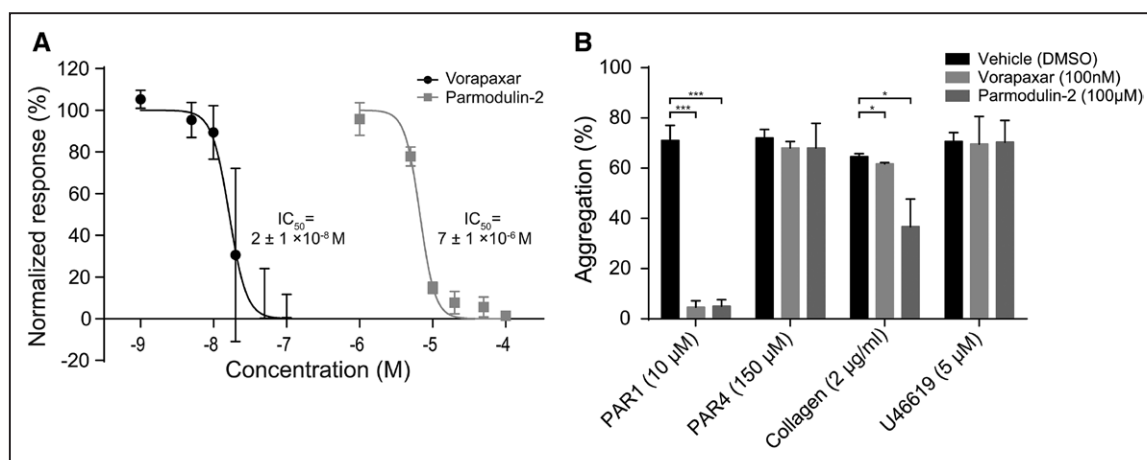 A
Normalized response (%)
120
100
80
60
40
20
0
-20
Vorapaxar
Parmodulin-2
IC50=
2 ± 1 ×10-8 M
IC50=
7 ± 1 ×10-6 M
-9 -8 -7 -6 -5 -4
Concentration (M)
B
Aggregation (%)
100
80
60
40
20
0
Vehicle (DMSO)
Vorapaxar (100nM)
Parmodulin-2 (100µM)
***
***
*
*
PAR1 (10 µM)
PAR4 (150 µM)
Collagen (2 µg/ml)
U46619 (5 µM)